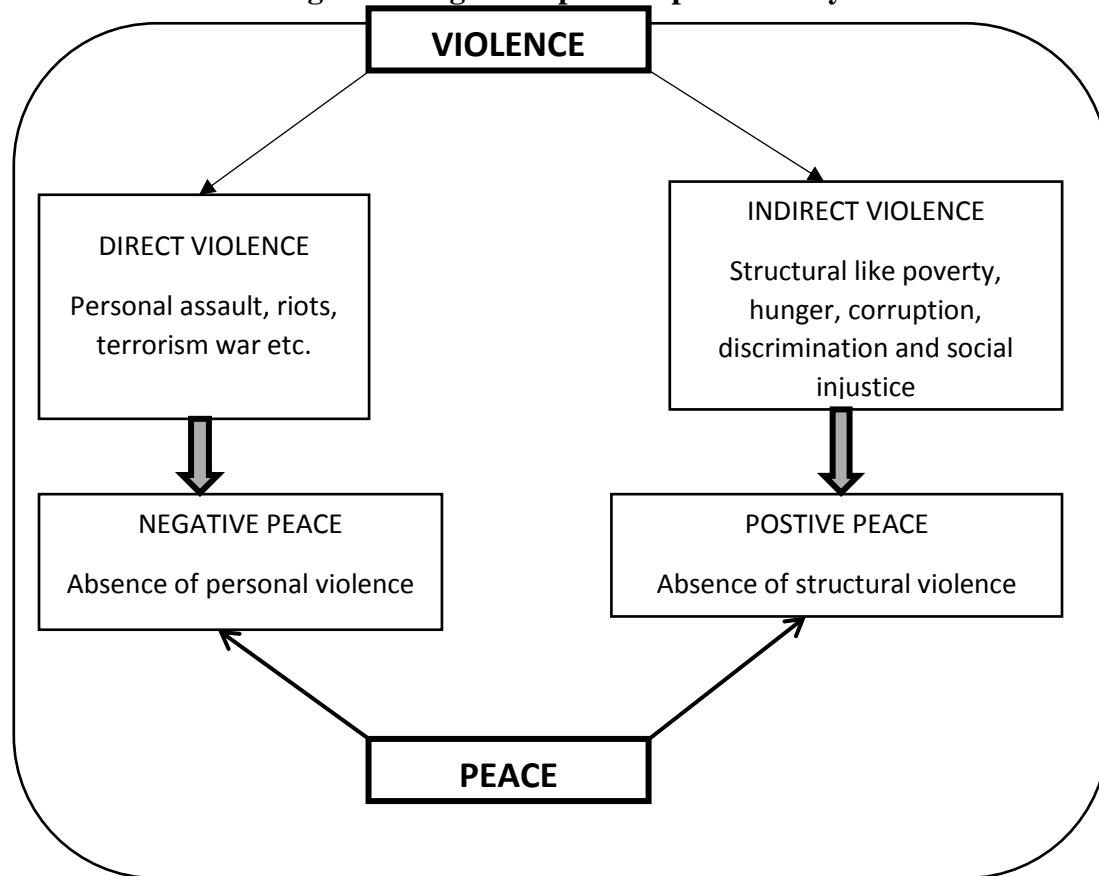 VIOLENCE
DIRECT VIOLENCE
Personal assault, riots,
terrorism war etc.
INDIRECT VIOLENCE
Structural like poverty,
hunger, corruption,
discrimination and social
injustice
NEGATIVE PEACE
Absence of personal violence
POSTIVE PEACE
Absence of structural violence
PEACE